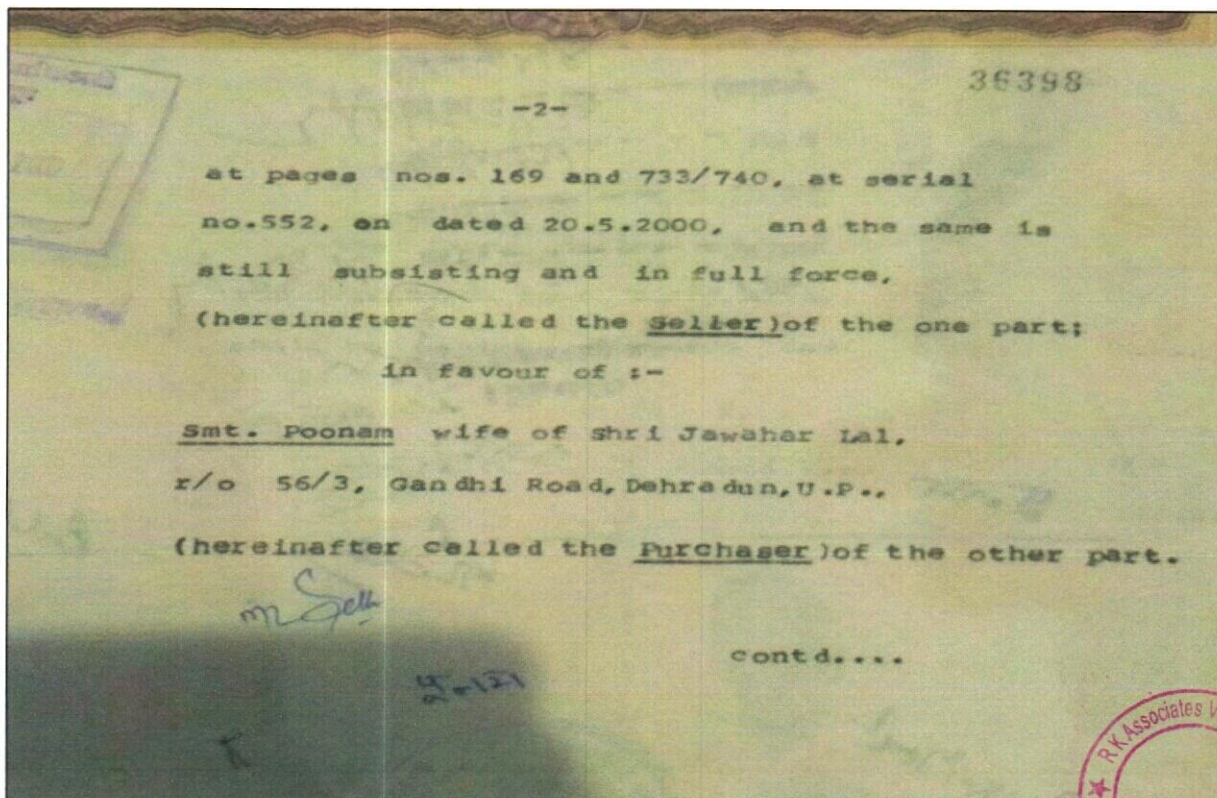 36398
-2-
at pages nos. 169 and 733/740, at serial
no.552, on dated 20.5.2000, and the same is
still subsisting and in full force,
(hereinafter called the Seller)of the one part;
in favour of :-
Smt. Poonam wife of Shri Jawahar Lal,
r/o 56/3, Gandhi Road, Dehradun, U.P.,
(hereinafter called the Purchaser)of the other part.
contd....
R.K Associates